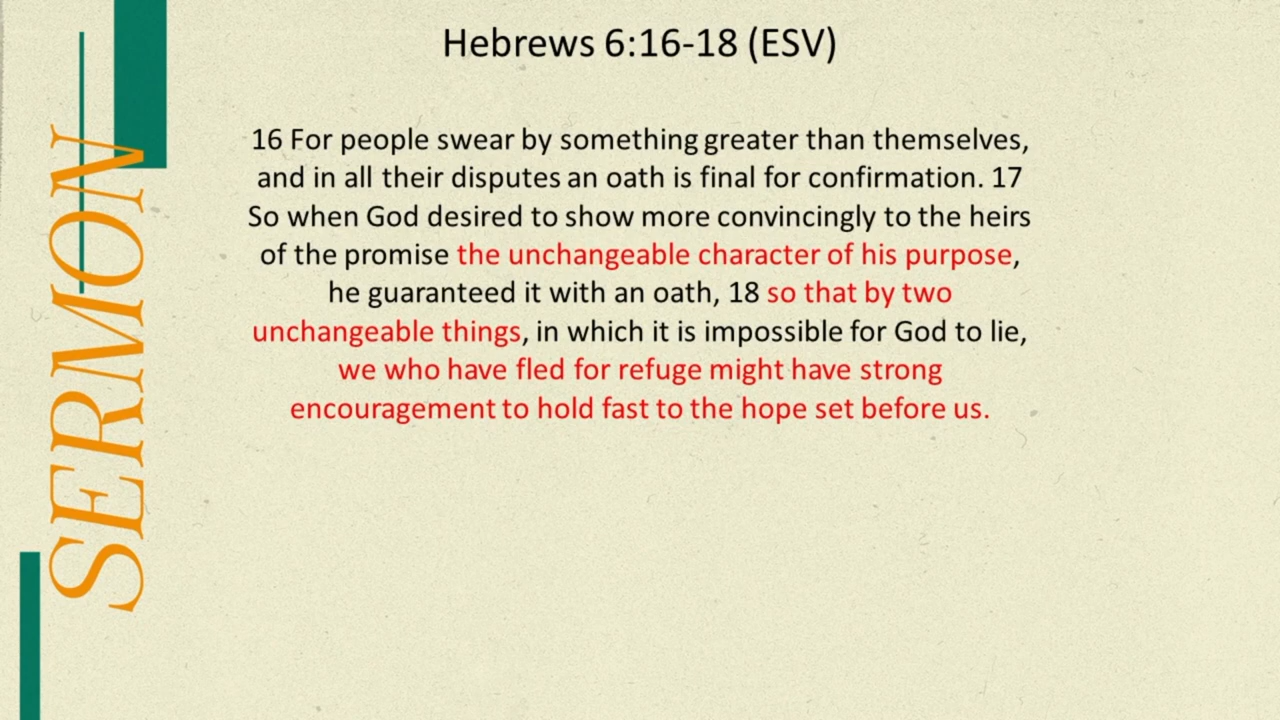 Hebrews 6:16-18 (ESV)
16 For people swear by something greater than themselves,
and in all their disputes an oath is final for confirmation. 17
So when God desired to show more convincingly to the heirs
of the promise the unchangeable character of his purpose,
he guaranteed it with an oath, 18 so that by two
unchangeable things, in which it is impossible for God to lie,
we who have fled for refuge might have strong
encouragement to hold fast to the hope set before us.
SERMON